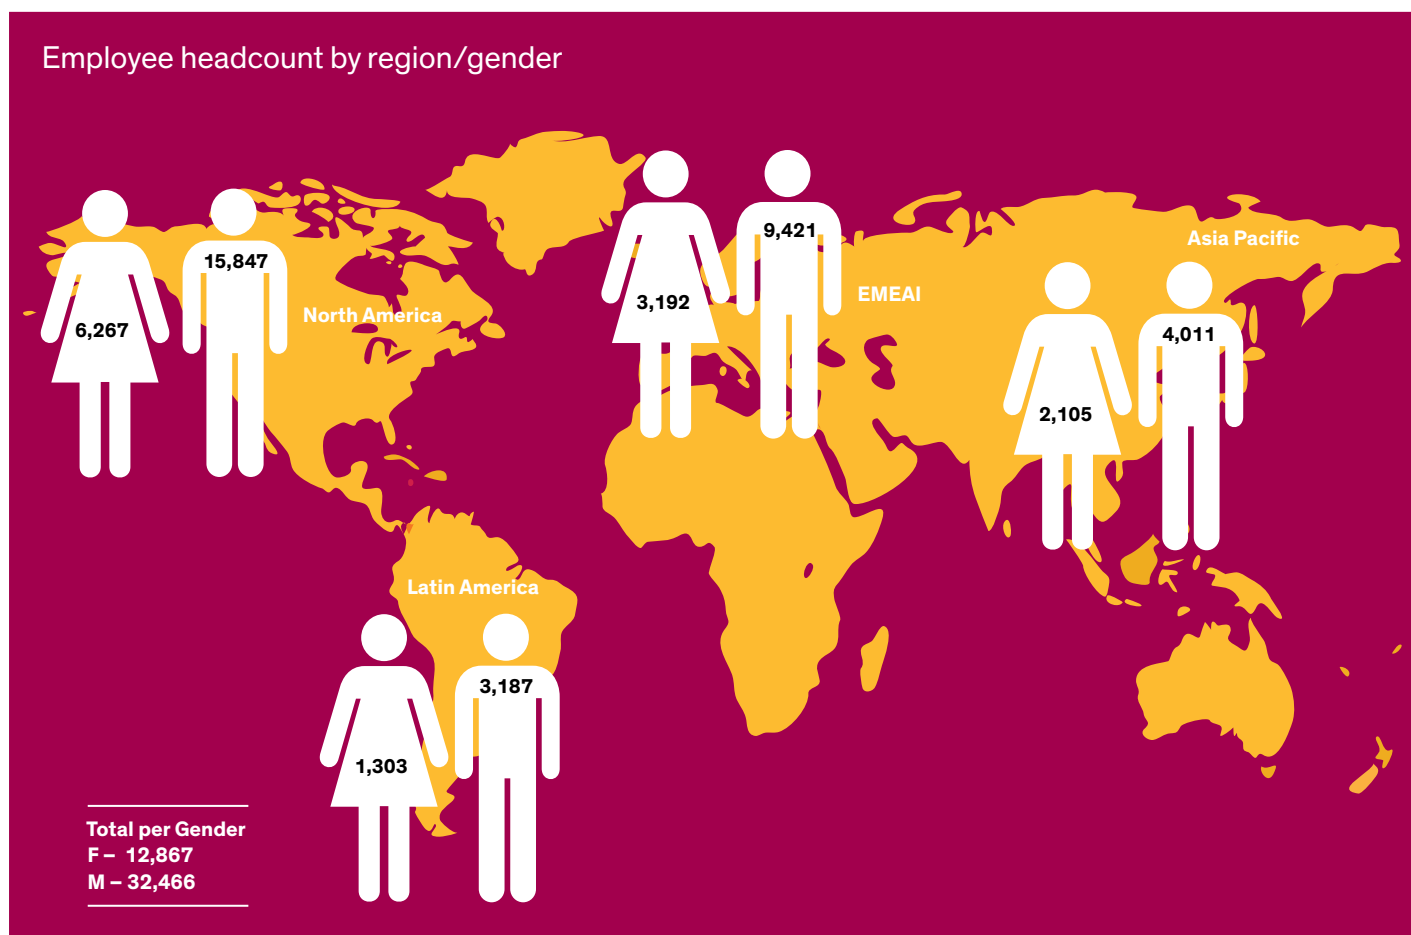 Employee headcount by region/gender
6,267
15,847
North America
3,192
9,421
EMEAI
Asia Pacific
2,105
4,011
Latin America
1,303
3,187
Total per Gender
F – 12,867
M – 32,466